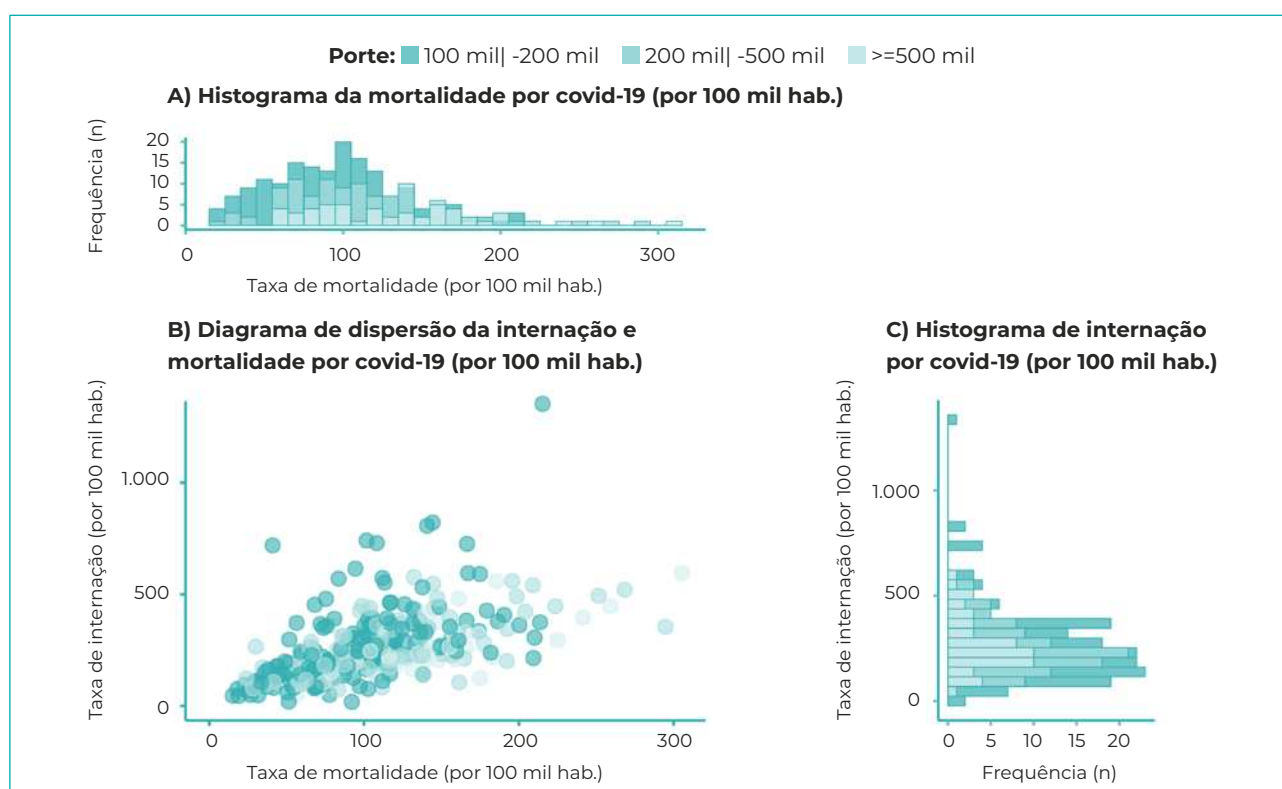 Porte: 100 mil| -200 mil 200 mil| -500 mil >=500 mil
A) Histograma da mortalidade por covid-19 (por 100 mil hab.)
Frequência (n)
20
15
10
5
0
0 100 200 300
Taxa de mortalidade (por 100 mil hab.)
B) Diagrama de dispersão da internação e
mortalidade por covid-19 (por 100 mil hab.)
Taxa de internação (por 100 mil hab.)
1.000
500
0
0 100 200 300
Taxa de mortalidade (por 100 mil hab.)
C) Histograma de internação
por covid-19 (por 100 mil hab.)
Taxa de internação (por 100 mil hab.)
1.000
500
0
0 5 10 15 20
Frequência (n)